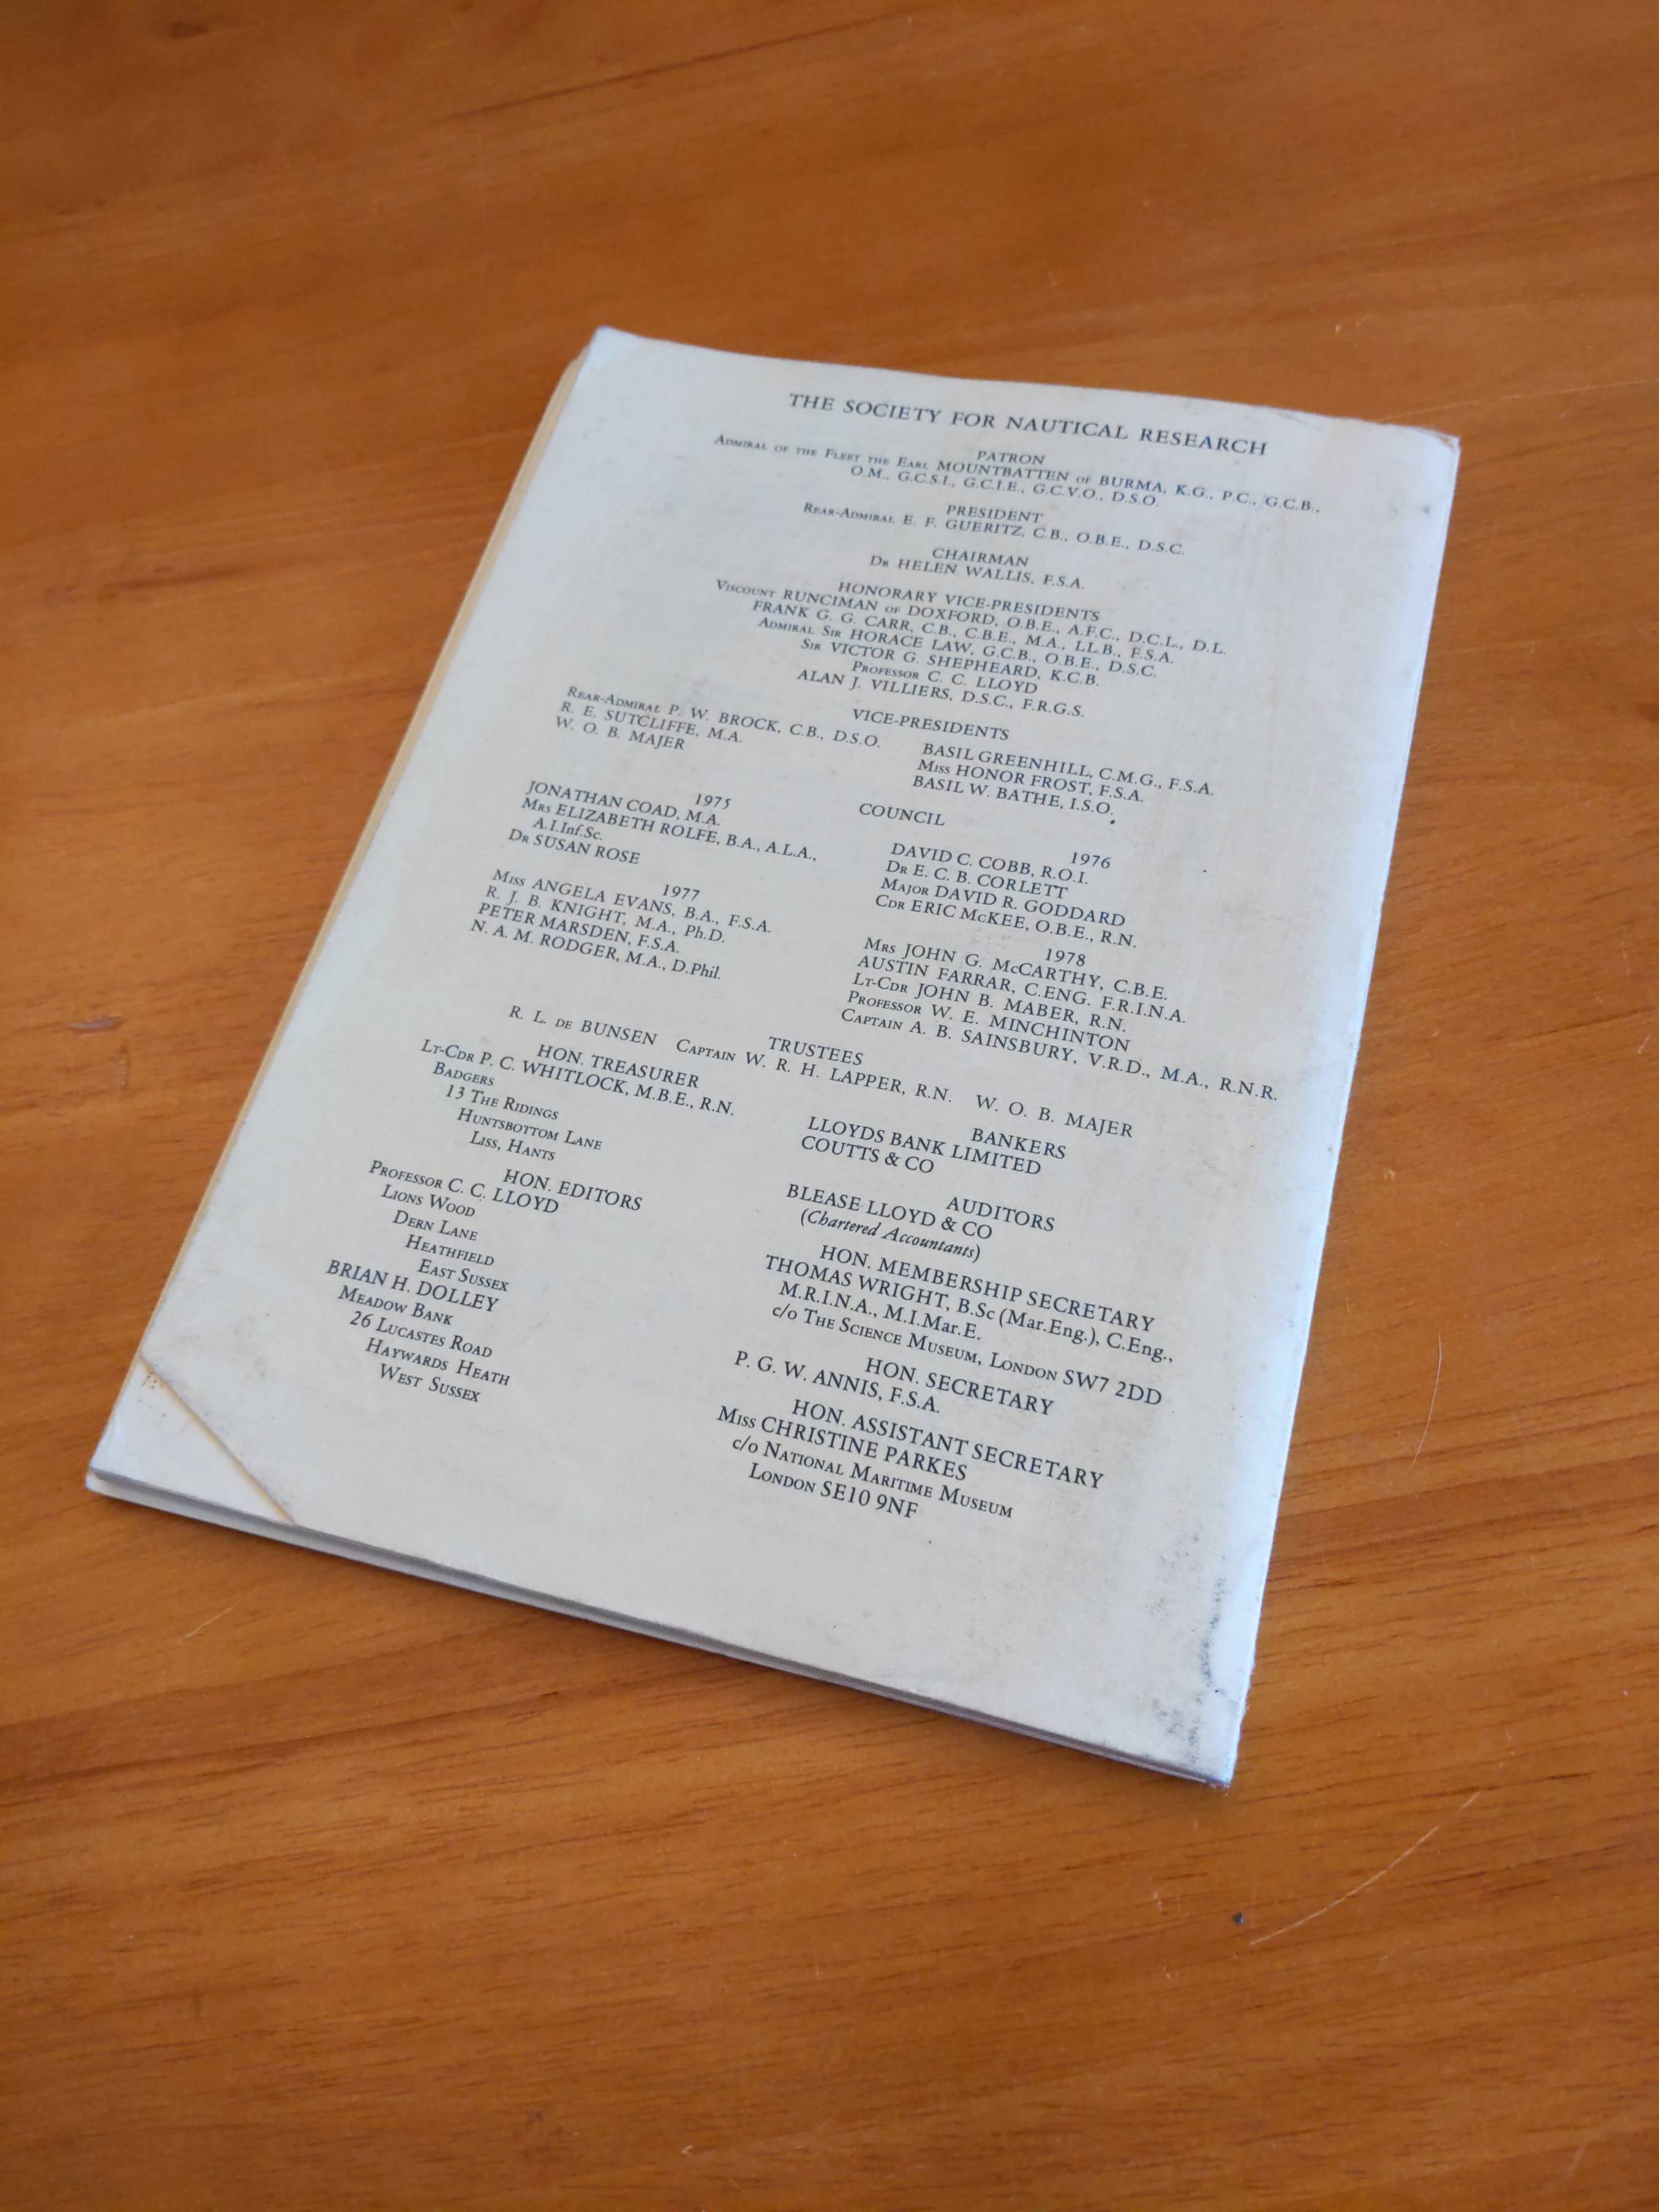 THE SOCIETY FOR NAUTICAL RESEARCH
PATRON
Admiral of the Fleet the Earl MOUNTBATTEN of BURMA, K.G., P.C., G.C.B.,
O.M., G.C.S.I., G.C.I.E., G.C.V.O., D.S.O.
PRESIDENT
Rear-Admiral E. F. GUERITZ, C.B., O.B.E., D.S.C.
CHAIRMAN
Dr HELEN WALLIS, F.S.A.
HONORARY VICE-PRESIDENTS
Viscount RUNCIMAN of DOXFORD, O.B.E., A.F.C., D.C.L., D.L.
FRANK G. G. CARR, C.B., C.B.E., M.A., LL.B., F.S.A.
Admiral Sir HORACE LAW, G.C.B., O.B.E., D.S.C.
Sir VICTOR G. SHEPHEARD, K.C.B.
Professor C. C. LLOYD
ALAN J. VILLIERS, D.S.C., F.R.G.S.
VICE-PRESIDENTS
Rear-Admiral P. W. BROCK, C.B., D.S.O.
R. E. SUTCLIFFE, M.A.
W. O. B. MAJER
BASIL GREENHILL, C.M.G., F.S.A.
Miss HONOR FROST, F.S.A.
BASIL W. BATHE, I.S.O.
COUNCIL
1975
JONATHAN COAD, M.A.
Mrs ELIZABETH ROLFE, B.A., A.L.A.,
A.I.Inf.Sc.
Dr SUSAN ROSE
1976
DAVID C. COBB, R.O.I.
Dr E. C. B. CORLETT
Major DAVID R. GODDARD
Cdr ERIC McKEE, O.B.E., R.N.
1977
Miss ANGELA EVANS, B.A., F.S.A.
R. J. B. KNIGHT, M.A., Ph.D.
PETER MARSDEN, F.S.A.
N. A. M. RODGER, M.A., D.Phil.
1978
Mrs JOHN G. McCARTHY, C.B.E.
AUSTIN FARRAR, C.ENG. F.R.I.N.A.
Lt-Cdr JOHN B. MABER, R.N.
Professor W. E. MINCHINTON
Captain A. B. SAINSBURY, V.R.D., M.A., R.N.R.
TRUSTEES
R. L. de BUNSEN Captain W. R. H. LAPPER, R.N. W. O. B. MAJER
HON. TREASURER
Lt-Cdr P. C. WHITLOCK, M.B.E., R.N.
Badgers
13 The Ridings
Huntsbottom Lane
Liss, Hants
HON. EDITORS
Professor C. C. LLOYD
Lions Wood
Dern Lane
Heathfield
East Sussex
BRIAN H. DOLLEY
Meadow Bank
26 Lucastes Road
Haywards Heath
West Sussex
BANKERS
LLOYDS BANK LIMITED
COUTTS & CO
AUDITORS
BLEASE LLOYD & CO
(Chartered Accountants)
HON. MEMBERSHIP SECRETARY
THOMAS WRIGHT, B.Sc (Mar.Eng.), C.Eng.,
M.R.I.N.A., M.I.Mar.E.
c/o The Science Museum, London SW7 2DD
HON. SECRETARY
P. G. W. ANNIS, F.S.A.
HON. ASSISTANT SECRETARY
Miss CHRISTINE PARKES
c/o National Maritime Museum
London SE10 9NF